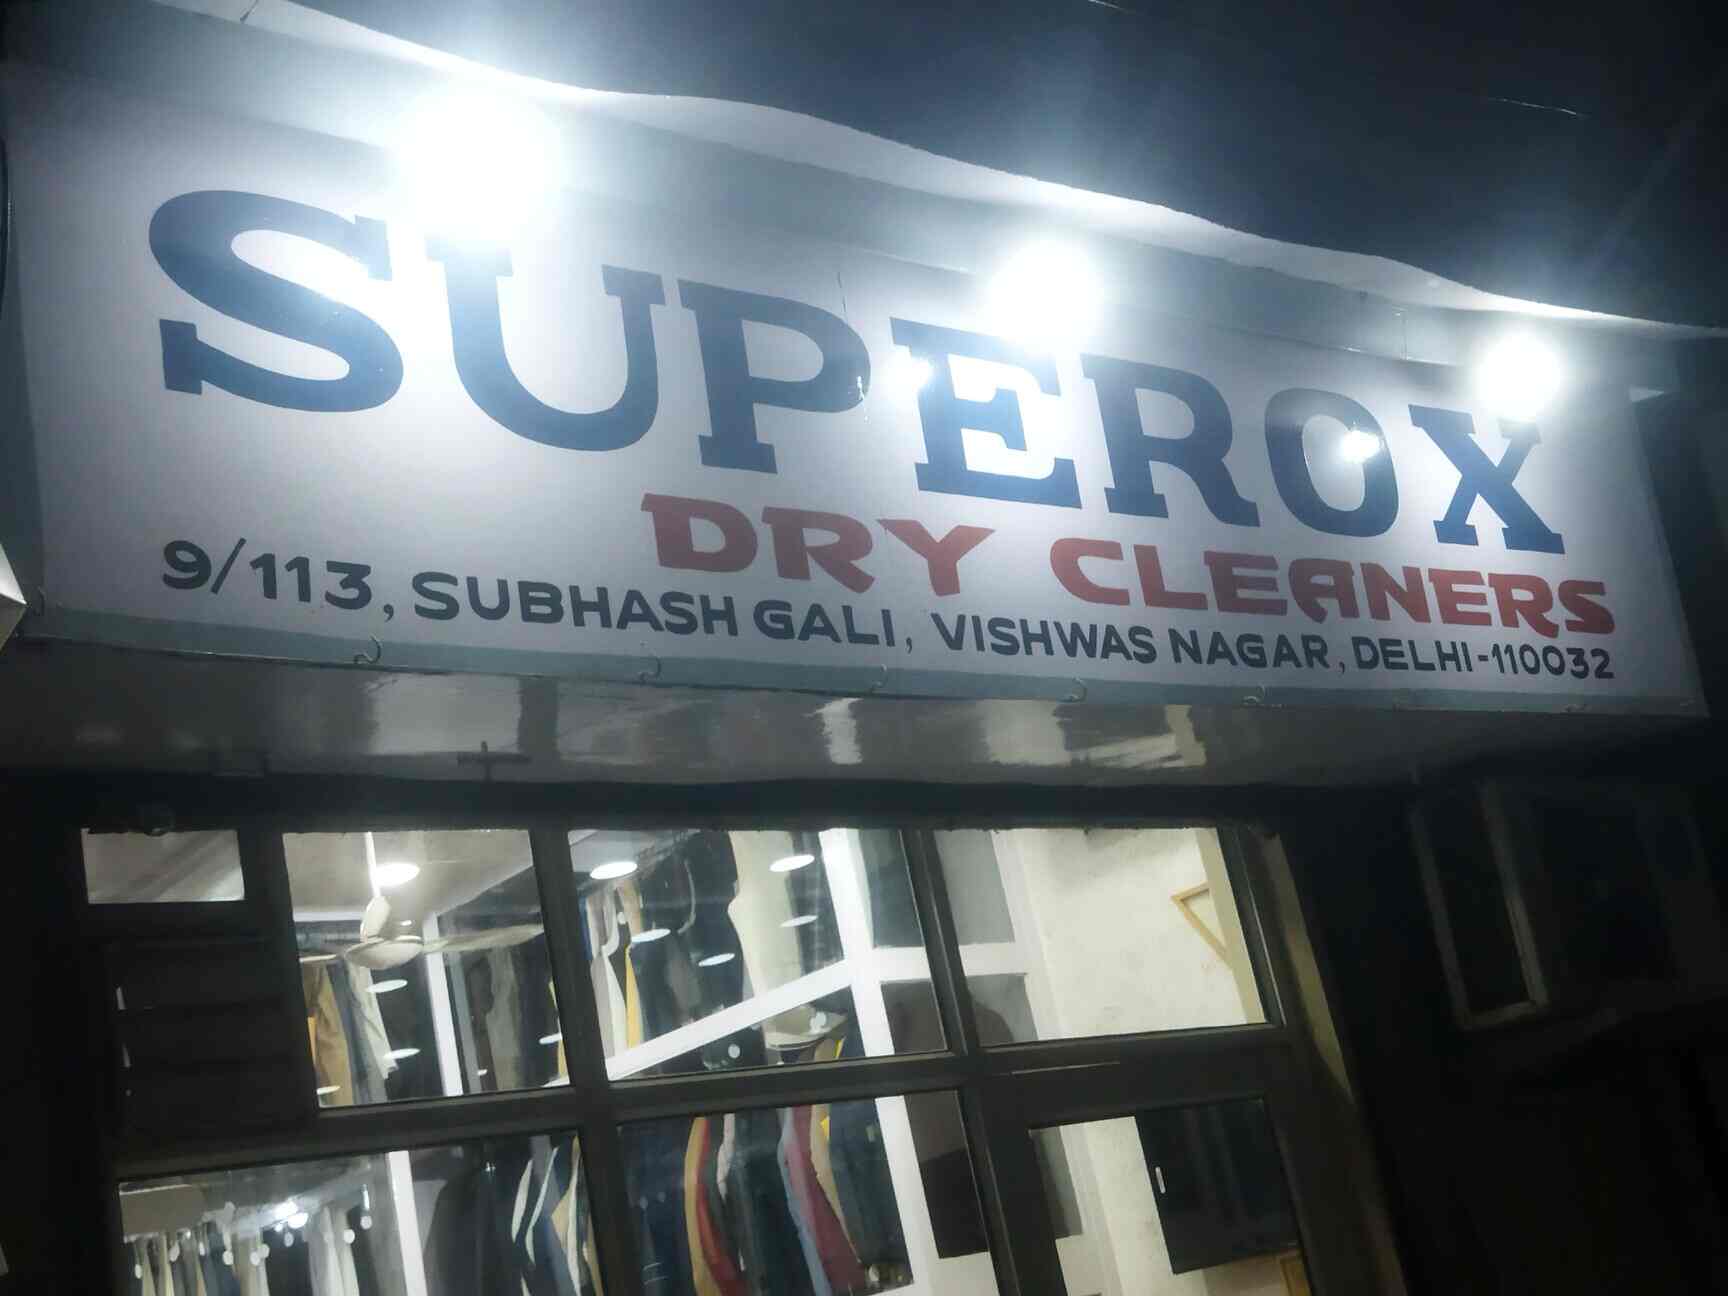 SUPEROX
DRY CLEANERS
9/113, SUBHASH GALI, VISHWAS NAGAR, DELHI-110032